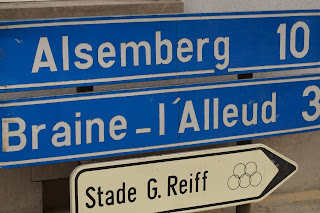 Alsemberg 10
Braine-l'Alleud 3
Stade G. Reiff